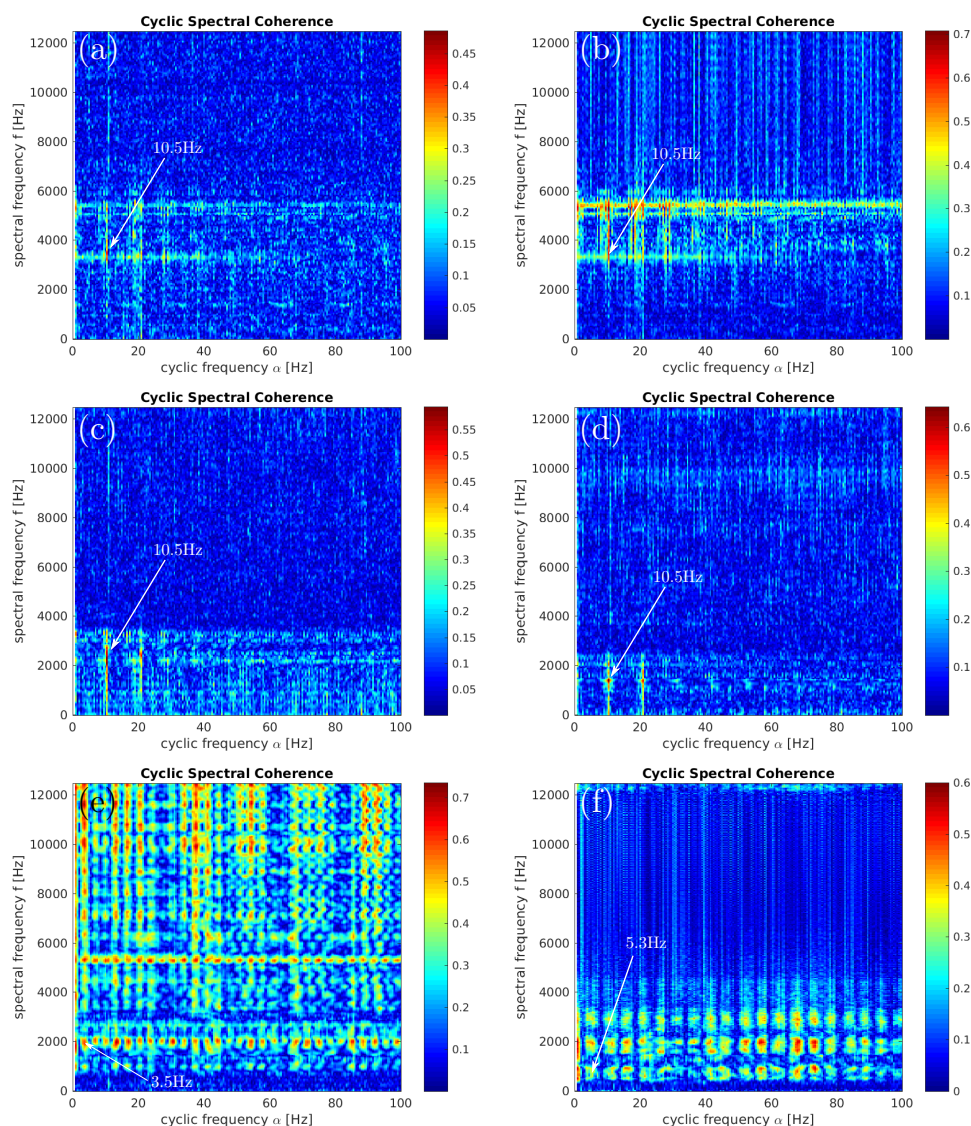 Cyclic Spectral Coherence
(a)
10.5Hz
spectral frequency f [Hz]
12000
10000
8000
6000
4000
2000
0
0 20 40 60 80 100
cyclic frequency α [Hz]
0.45
0.4
0.35
0.3
0.25
0.2
0.15
0.1
0.05
Cyclic Spectral Coherence
(b)
10.5Hz
spectral frequency f [Hz]
12000
10000
8000
6000
4000
2000
0
0 20 40 60 80 100
cyclic frequency α [Hz]
0.7
0.6
0.5
0.4
0.3
0.2
0.1
Cyclic Spectral Coherence
(c)
10.5Hz
spectral frequency f [Hz]
12000
10000
8000
6000
4000
2000
0
0 20 40 60 80 100
cyclic frequency α [Hz]
0.55
0.5
0.45
0.4
0.35
0.3
0.25
0.2
0.15
0.1
0.05
Cyclic Spectral Coherence
(d)
10.5Hz
spectral frequency f [Hz]
12000
10000
8000
6000
4000
2000
0
0 20 40 60 80 100
cyclic frequency α [Hz]
0.6
0.5
0.4
0.3
0.2
0.1
Cyclic Spectral Coherence
(e)
3.5Hz
spectral frequency f [Hz]
12000
10000
8000
6000
4000
2000
0
0 20 40 60 80 100
cyclic frequency α [Hz]
0.7
0.6
0.5
0.4
0.3
0.2
0.1
Cyclic Spectral Coherence
(f)
5.3Hz
spectral frequency f [Hz]
12000
10000
8000
6000
4000
2000
0
0 20 40 60 80 100
cyclic frequency α [Hz]
0.6
0.5
0.4
0.3
0.2
0.1
0